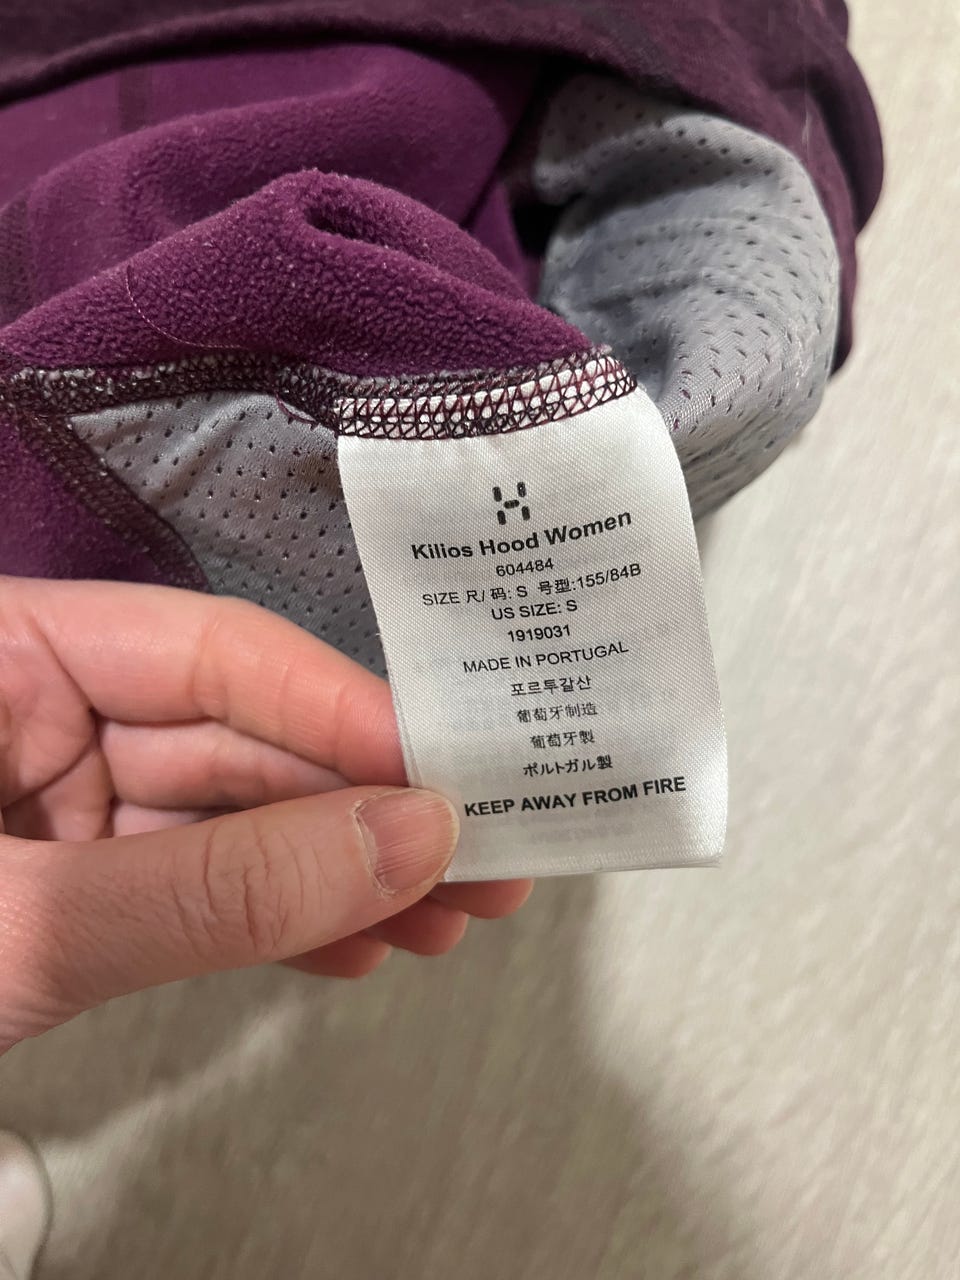 Kilios Hood Women
604484
SIZE 尺/ 码: S 号型:155/84B
US SIZE: S
1919031
MADE IN PORTUGAL
포르투갈산
葡萄牙制造
葡萄牙製
ポルトガル製
KEEP AWAY FROM FIRE